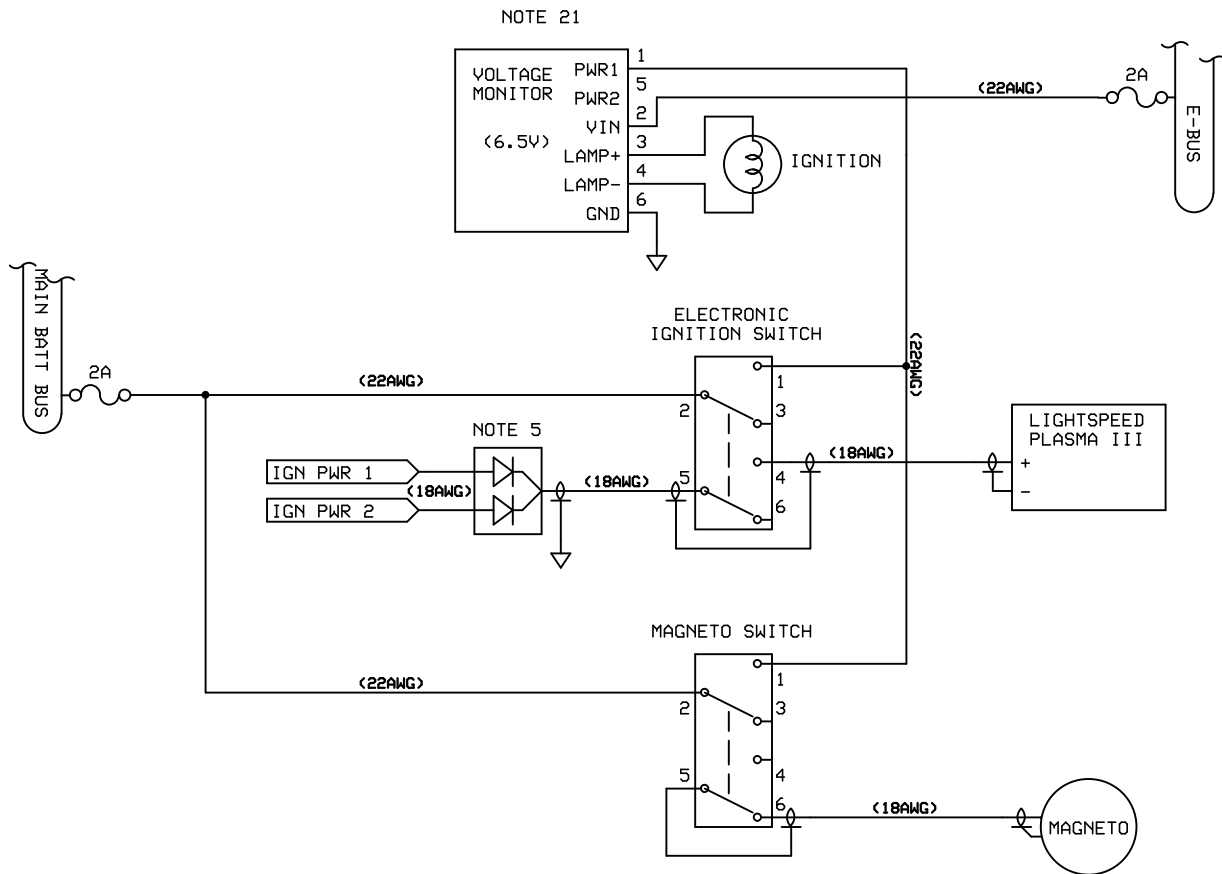 NOTE 21
VOLTAGE
MONITOR
(6.5V)
PWR1
PWR2
VIN
LAMP+
LAMP-
GND
1
5
2
3
4
6
IGNITION
(22AWG)
2A
E-BUS
MAIN BATT BUS
2A
(22AWG)
ELECTRONIC
IGNITION SWITCH
1
2
3
4
5
6
(22AWG)
NOTE 5
IGN PWR 1
(18AWG)
IGN PWR 2
(18AWG)
(18AWG)
LIGHTSPEED
PLASMA III
+
-
MAGNETO SWITCH
(22AWG)
1
2
3
4
5
6
(18AWG)
MAGNETO